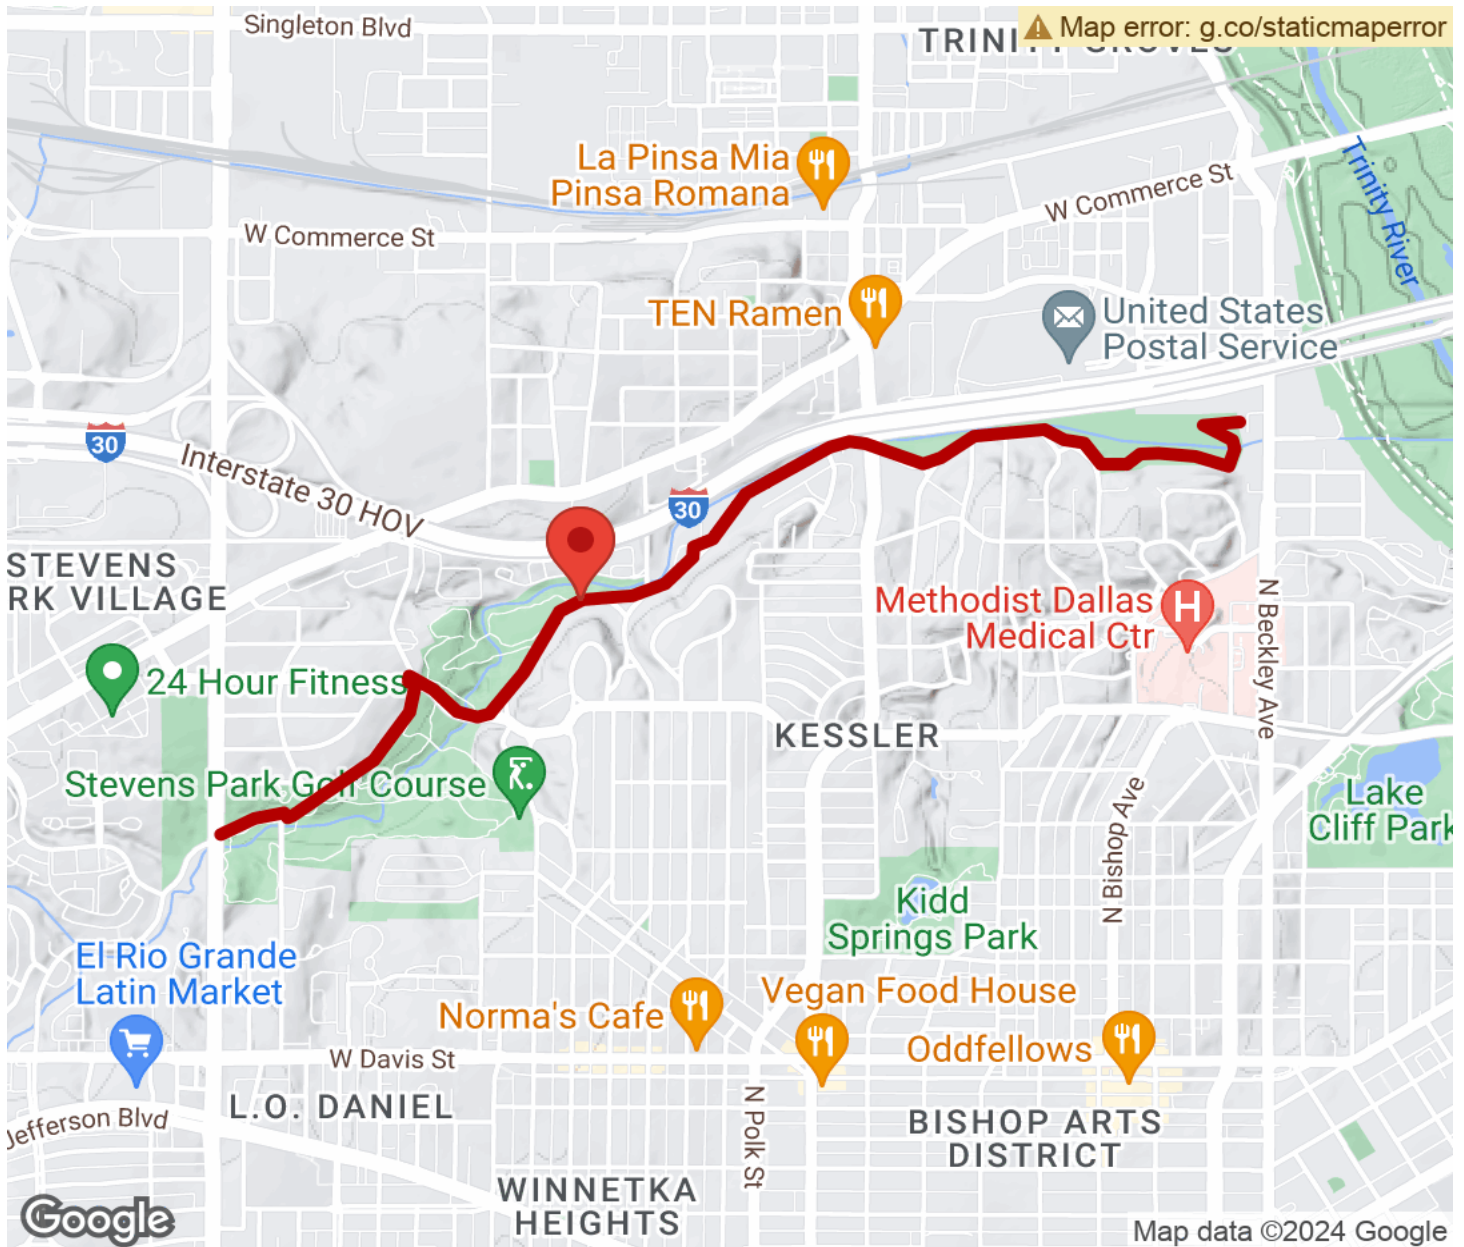 Singleton Blvd
Map error: g.co/staticmaperror
TRINITY GROVES
La Pinsa Mia
Pinsa Romana
W Commerce St
W Commerce St
Trinity River
TEN Ramen
United States
Postal Service
30
Interstate 30 HOV
30
STEVENS
RK VILLAGE
Methodist Dallas
Medical Ctr
H
N Beckley Ave
24 Hour Fitness
KESSLER
Stevens Park Golf Course
Lake
Cliff Park
N Bishop Ave
Kidd
Springs Park
El Rio Grande
Latin Market
Norma's Cafe
Vegan Food House
Oddfellows
W Davis St
Jefferson Blvd
L.O. DANIEL
N Polk St
BISHOP ARTS
DISTRICT
WINNETKA
HEIGHTS
Google
Map data ©2024 Google